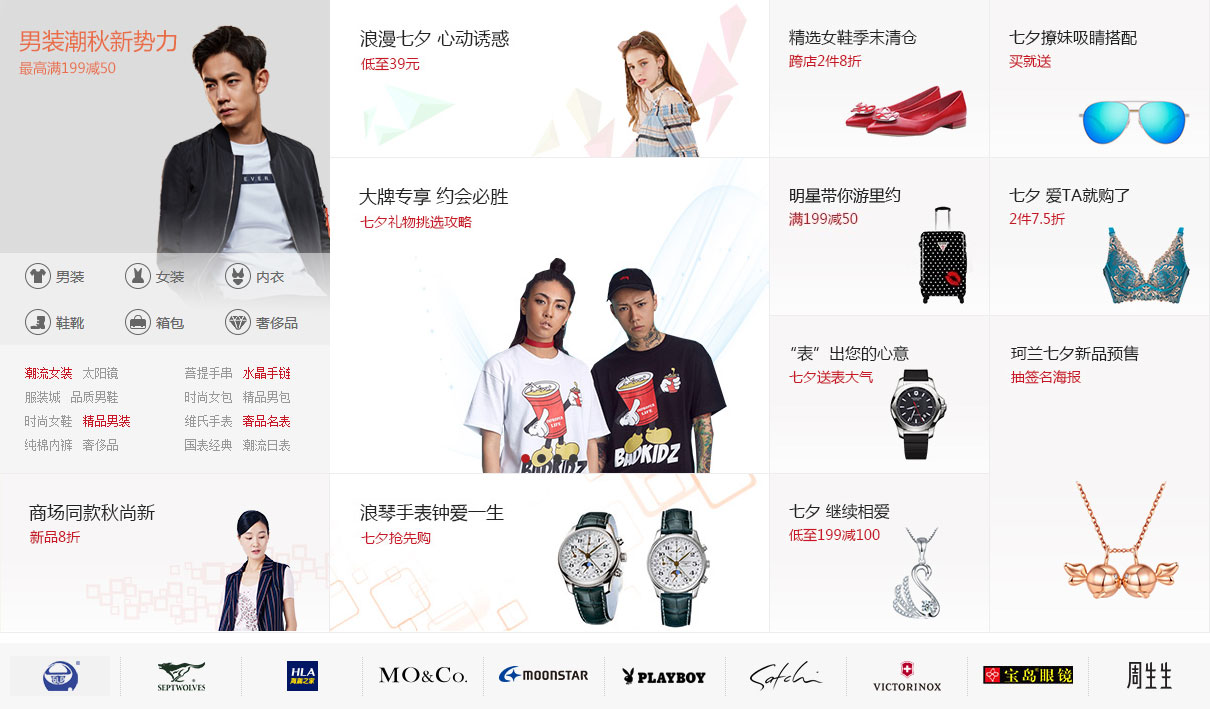 男装潮秋新势力
最高满199减50
EVER.
男装 女装 内衣
鞋靴 箱包 奢侈品
潮流女装 太阳镜 菩提手串 水晶手链
服装城 品质男鞋 时尚女包 精品男包
时尚女鞋 精品男装 维氏手表 奢品名表
纯棉内裤 奢侈品 国表经典 潮流日表
商场同款秋尚新
新品8折
浪漫七夕 心动诱惑
低至39元
大牌专享 约会必胜
七夕礼物挑选攻略
LIFE
BADKIDZ
LIFE
BADKIDZ
浪琴手表钟爱一生
七夕抢先购
精选女鞋季末清仓
跨店2件8折
七夕撩妹吸睛搭配
买就送
明星带你游里约
满199减50
七夕 爱TA就购了
2件7.5折
“表”出您的心意
七夕送表大气
珂兰七夕新品预售
抽签名海报
七夕 继续相爱
低至199减100
SEPTWOLVES
HLA
海澜之家
MO&Co.
MOONSTAR
PLAYBOY
Satchi
VICTORINOX
宝岛眼镜
周生生